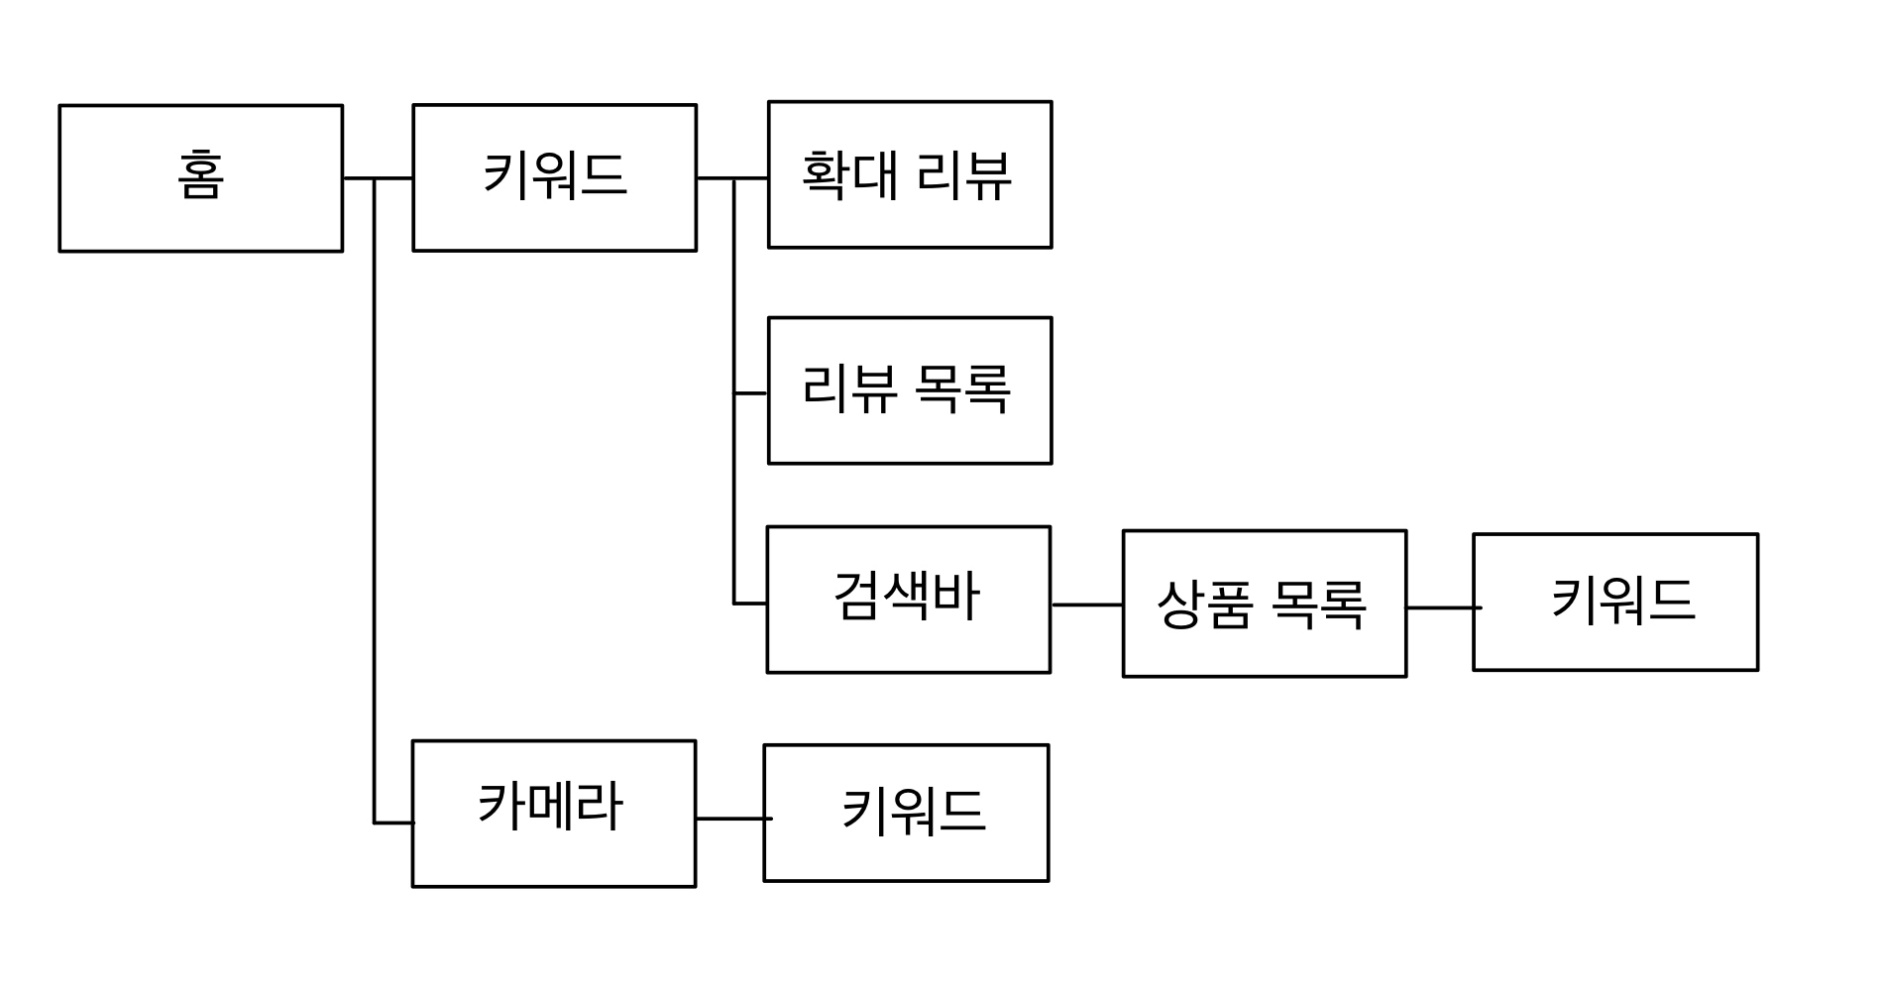 홈
키워드
확대 리뷰
리뷰 목록
검색바
상품 목록
키워드
카메라
키워드